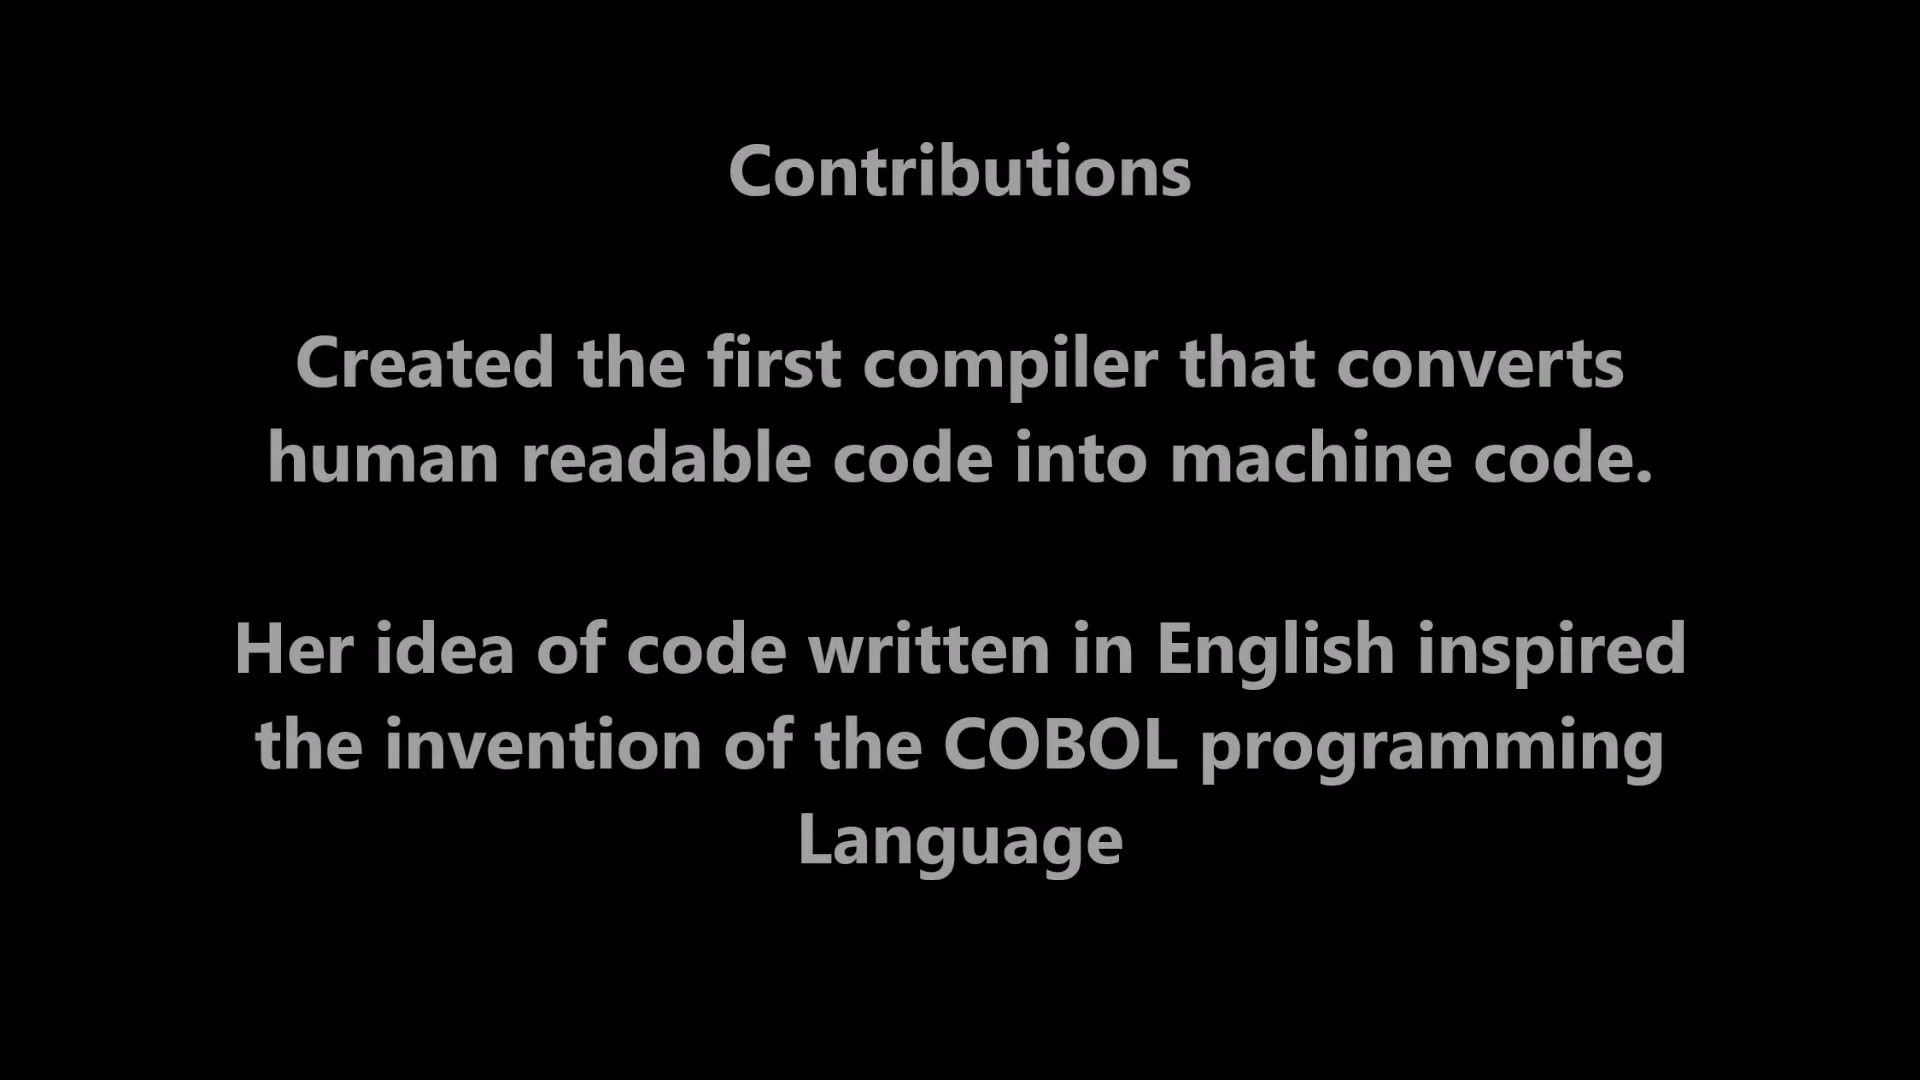 Contributions
Created the first compiler that converts
human readable code into machine code.
Her idea of code written in English inspired
the invention of the COBOL programming
Language